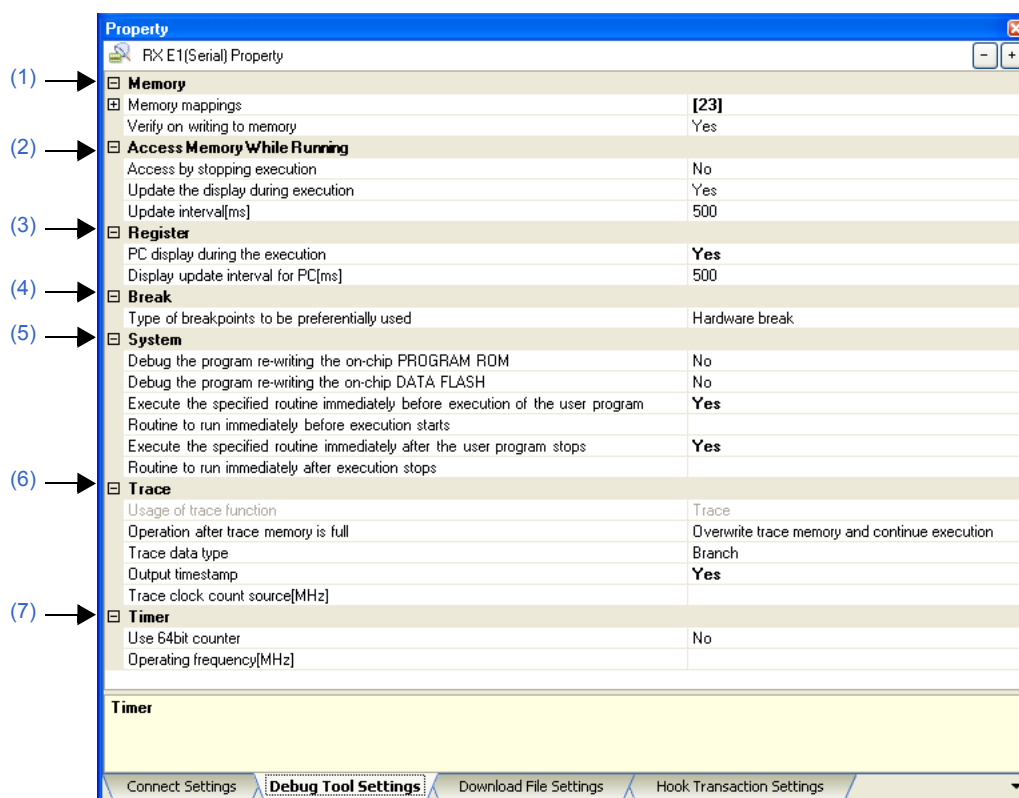 Property
RX E1(Serial) Property
(1)
Memory
Memory mappings [23]
Verify on writing to memory Yes
(2)
Access Memory While Running
Access by stopping execution No
Update the display during execution Yes
Update interval[ms] 500
(3)
Register
PC display during the execution Yes
Display update interval for PC[ms] 500
(4)
Break
Type of breakpoints to be preferentially used Hardware break
(5)
System
Debug the program re-writing the on-chip PROGRAM ROM No
Debug the program re-writing the on-chip DATA FLASH No
Execute the specified routine immediately before execution of the user program Yes
Routine to run immediately before execution starts
Execute the specified routine immediately after the user program stops Yes
Routine to run immediately after execution stops
(6)
Trace
Usage of trace function Trace
Operation after trace memory is full Overwrite trace memory and continue execution
Trace data type Branch
Output timestamp Yes
Trace clock count source[MHz]
(7)
Timer
Use 64bit counter No
Operating frequency[MHz]
Timer
Connect Settings Debug Tool Settings Download File Settings Hook Transaction Settings